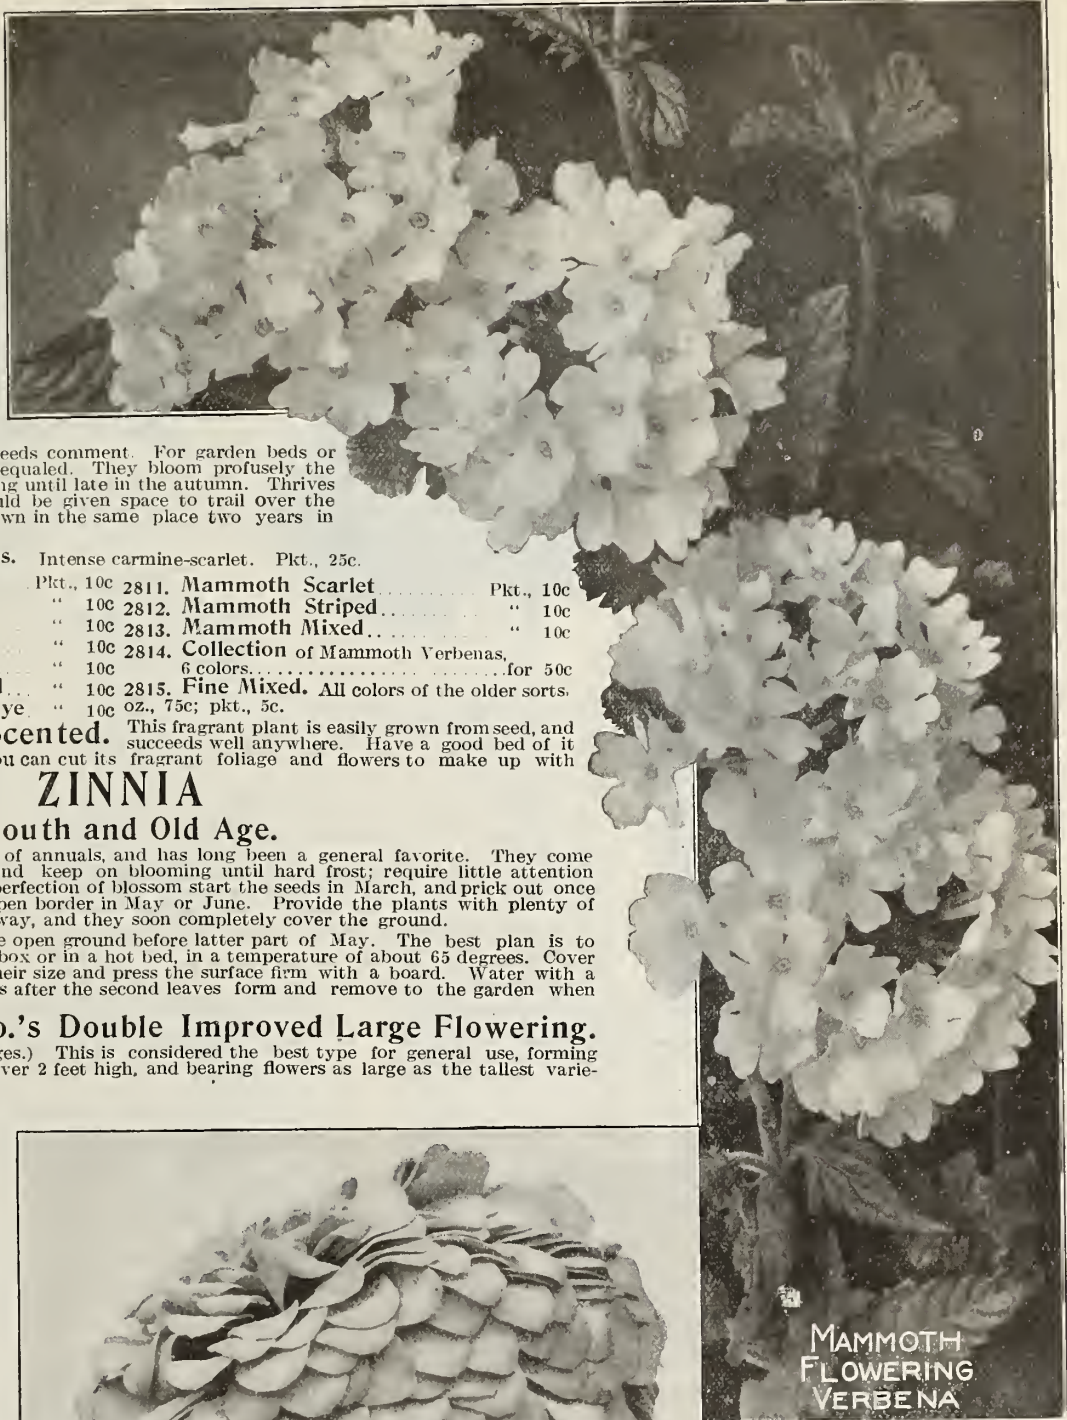 eeds comment. For garden beds or
equaled. They bloom profusely the
ng until late in the autumn. Thrives
uld be given space to trail over the
wn in the same place two years in
s. Intense carmine-scarlet. Pkt., 25c.
Pkt., 10c
" 10c
" 10c
" 10c
" 10c
l... " 10c
ye " 10c
2811. Mammoth Scarlet Pkt., 10c
2812. Mammoth Striped.. " 10c
2813. Mammoth Mixed.. " 10c
2814. Collection of Mammoth Verbenas,
6 colors. for 50c
2815. Fine Mixed. All colors of the older sorts,
oz., 75c; pkt., 5c.
cented. This fragrant plant is easily grown from seed, and
succeeds well anywhere. Have a good bed of it
ou can cut its fragrant foliage and flowers to make up with
ZINNIA
outh and Old Age.
of annuals, and has long been a general favorite. They come
nd keep on blooming until hard frost; require little attention
erfection of blossom start the seeds in March, and prick out once
pen border in May or June. Provide the plants with plenty of
way, and they soon completely cover the ground.
e open ground before latter part of May. The best plan is to
box or in a hot bed, in a temperature of about 65 degrees. Cover
heir size and press the surface firm with a board. Water with a
s after the second leaves form and remove to the garden when
o.'s Double Improved Large Flowering.
ges.) This is considered the best type for general use, forming
ver 2 feet high, and bearing flowers as large as the tallest varie-
MAMMOTH
FLOWERING
VERBENA